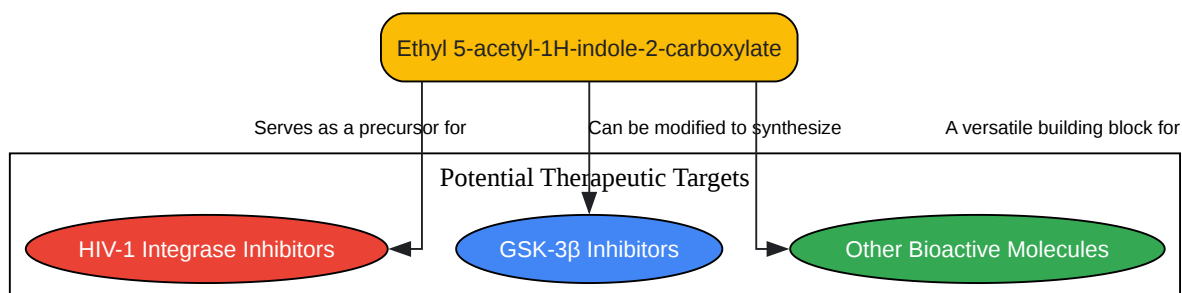 Ethyl 5-acetyl-1H-indole-2-carboxylate
Serves as a precursor for
Can be modified to synthesize
A versatile building block for
Potential Therapeutic Targets
HIV-1 Integrase Inhibitors
GSK-3β Inhibitors
Other Bioactive Molecules